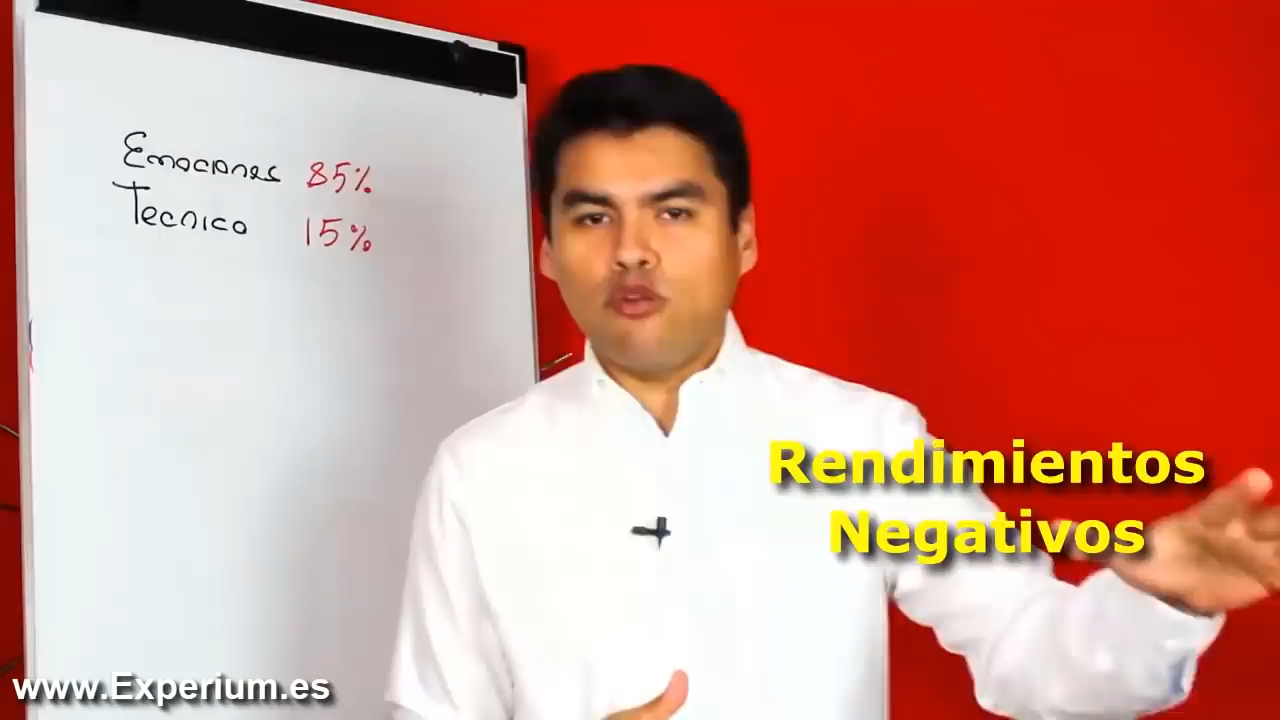 Emociones 85%
Tecnico 15%
Rendimientos
Negativos
www.Experium.es